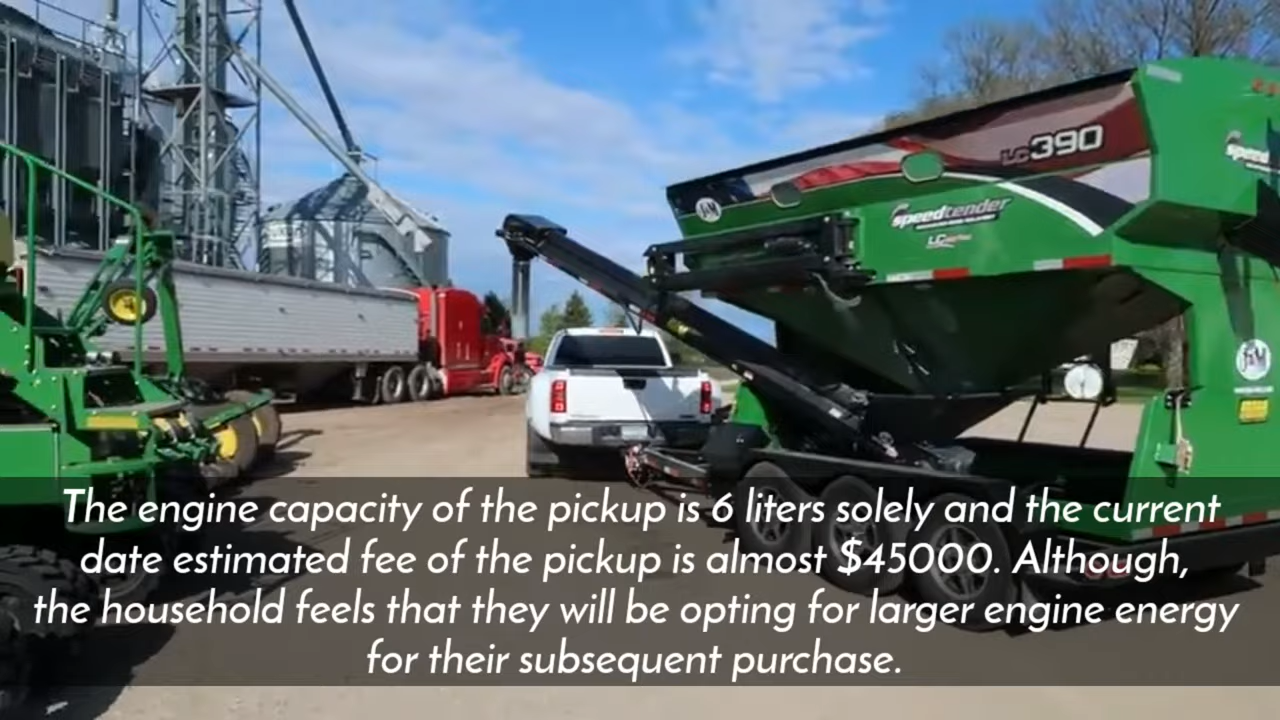 LC390
speed
J&M
speedtender
LC
J&M
The engine capacity of the pickup is 6 liters solely and the current
date estimated fee of the pickup is almost $45000. Although,
the household feels that they will be opting for larger engine energy
for their subsequent purchase.